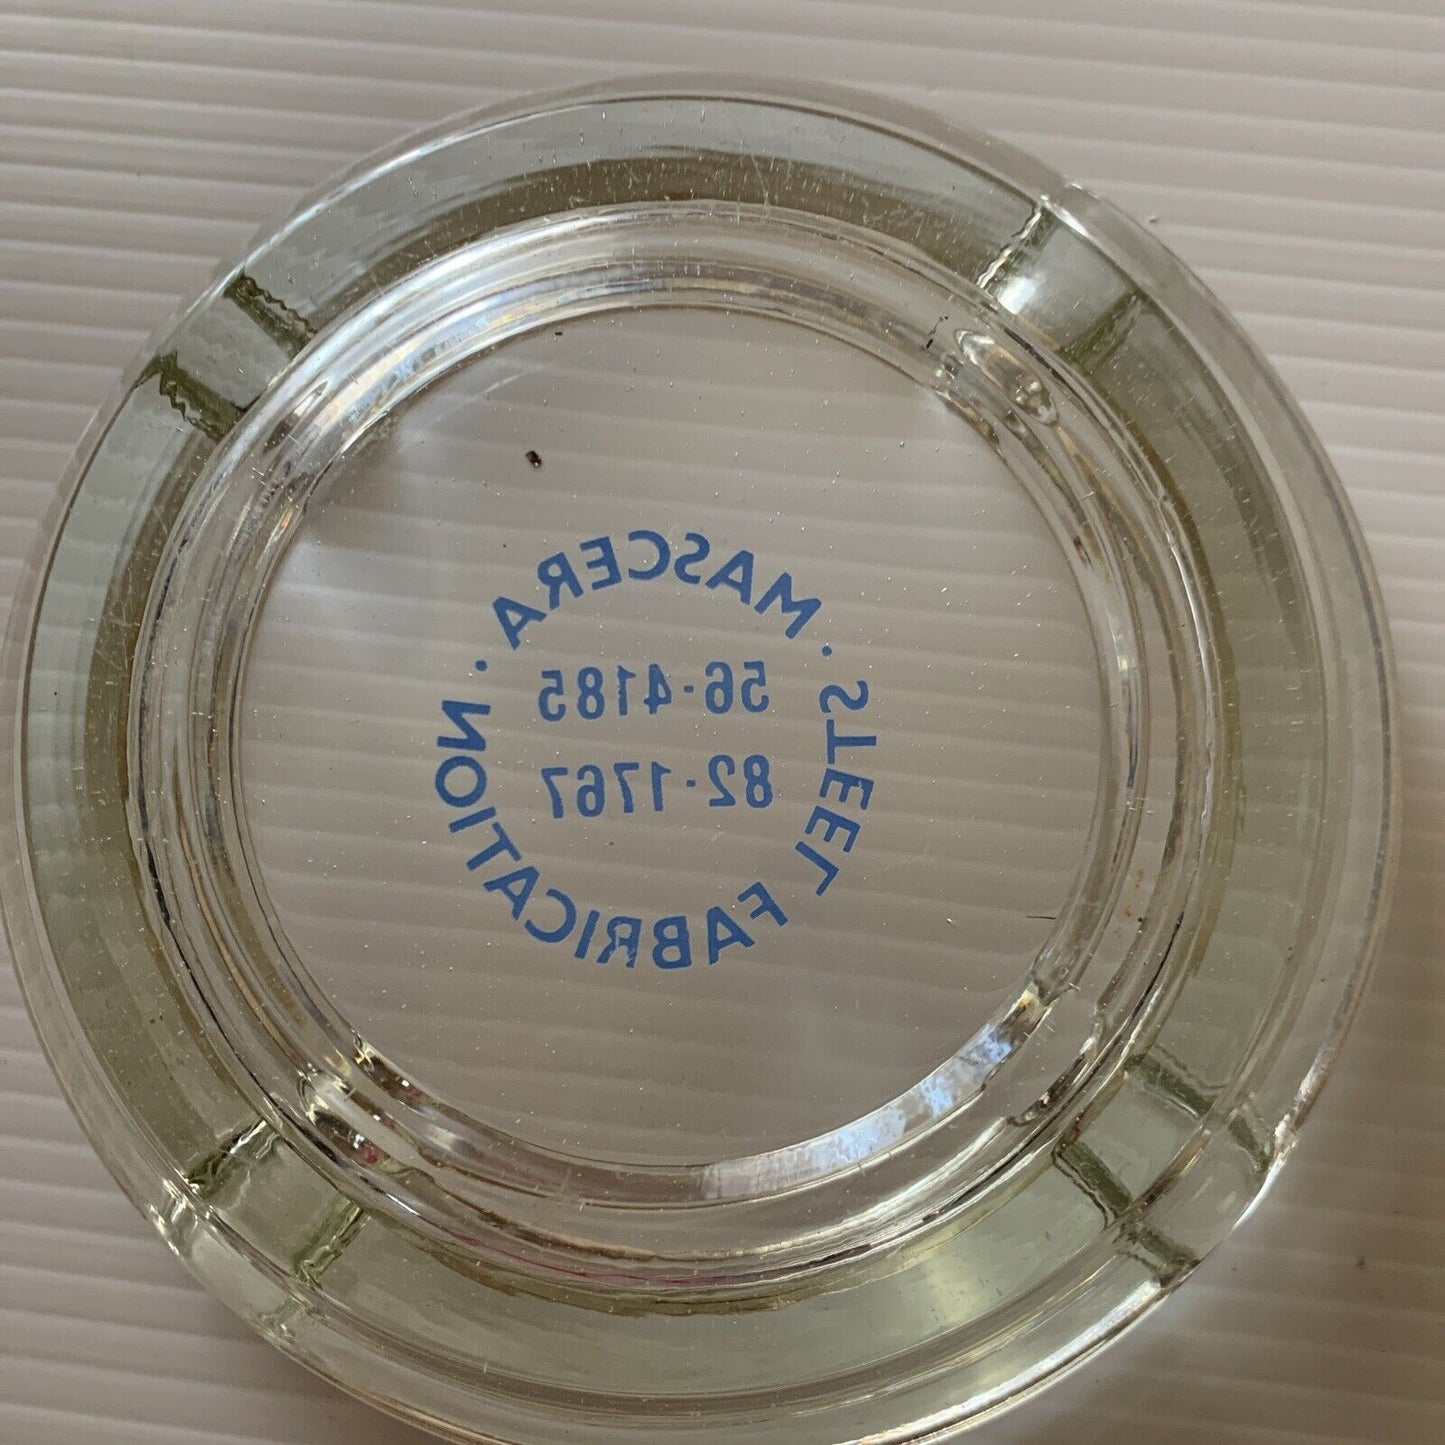 MASCERA
· STEEL FABRICATION ·
56-4185
82-1767